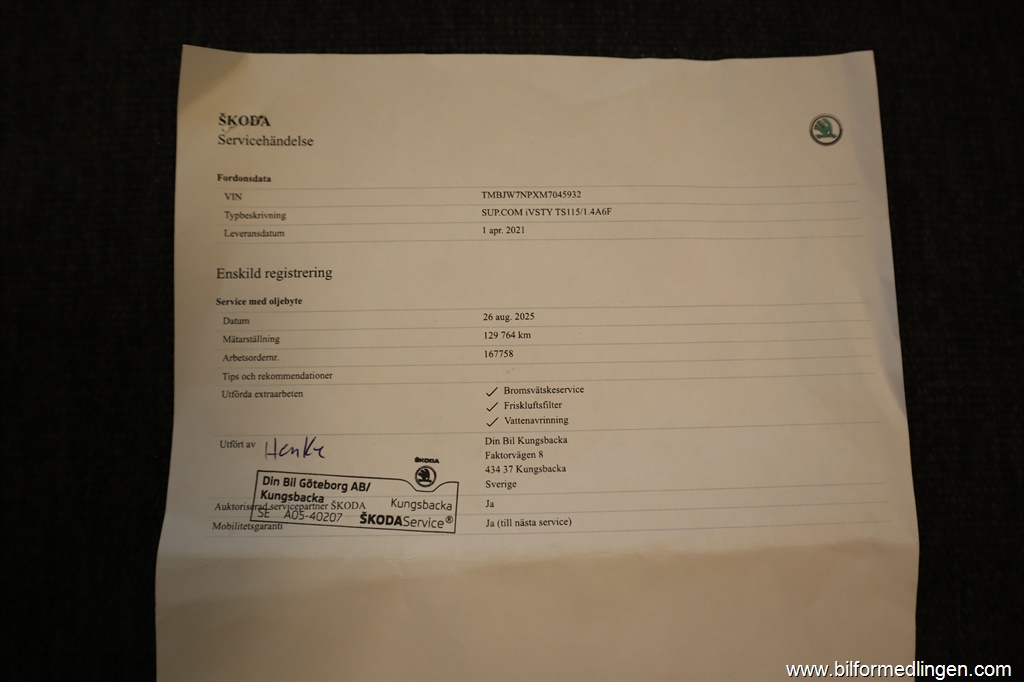 ŠKODA
Servicehändelse
Fordonsdata
VIN TMBJW7NPXM7045932
Typbeskrivning SUP.COM iVSTY TS115/1.4A6F
Leveransdatum 1 apr. 2021
Enskild registrering
Service med oljebyte
Datum 26 aug. 2025
Mätarställning 129 764 km
Arbetsordernr. 167758
Tips och rekommendationer
Utförda extraarbeten ✓ Bromsvätskeservice
✓ Friskluftsfilter
✓ Vattenavrinning
Utfört av Henke Din Bil Kungsbacka
Faktorvägen 8
434 37 Kungsbacka
Sverige
ŠKODA
Din Bil Göteborg AB/
Kungsbacka Kungsbacka
SE A05-40207 ŠKODA Service®
Auktoriserad servicepartner ŠKODA Ja
Mobilitetsgaranti Ja (till nästa service)
www.bilformedlingen.com